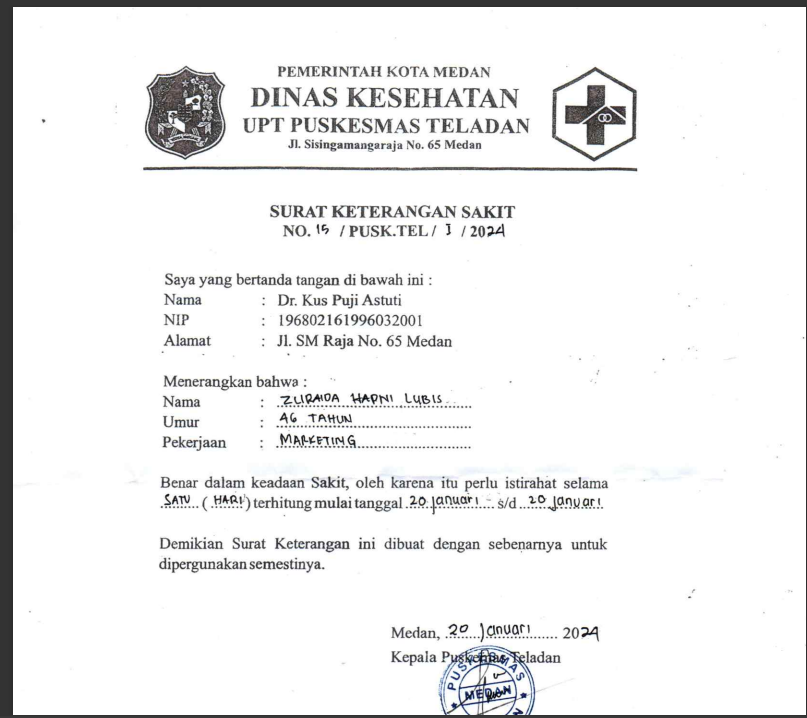 PEMERINTAH KOTA MEDAN
DINAS KESEHATAN
UPT PUSKESMAS TELADAN
Jl. Sisingamangaraja No. 65 Medan
SURAT KETERANGAN SAKIT
NO. 15 / PUSK.TEL / I / 2024
Saya yang bertanda tangan di bawah ini :
Nama : Dr. Kus Puji Astuti
NIP : 196802161996032001
Alamat : Jl. SM Raja No. 65 Medan
Menerangkan bahwa :
Nama : ZURAIDA HAPNI LUBIS
Umur : 46 TAHUN
Pekerjaan : MARKETING
Benar dalam keadaan Sakit, oleh karena itu perlu istirahat selama
SATU ( HARI ) terhitung mulai tanggal 20 januari s/d 20 januari
Demikian Surat Keterangan ini dibuat dengan sebenarnya untuk
dipergunakan semestinya.
Medan, 20 januari 2024
Kepala Puskesmas Teladan
PUSKESMAS
MEDAN